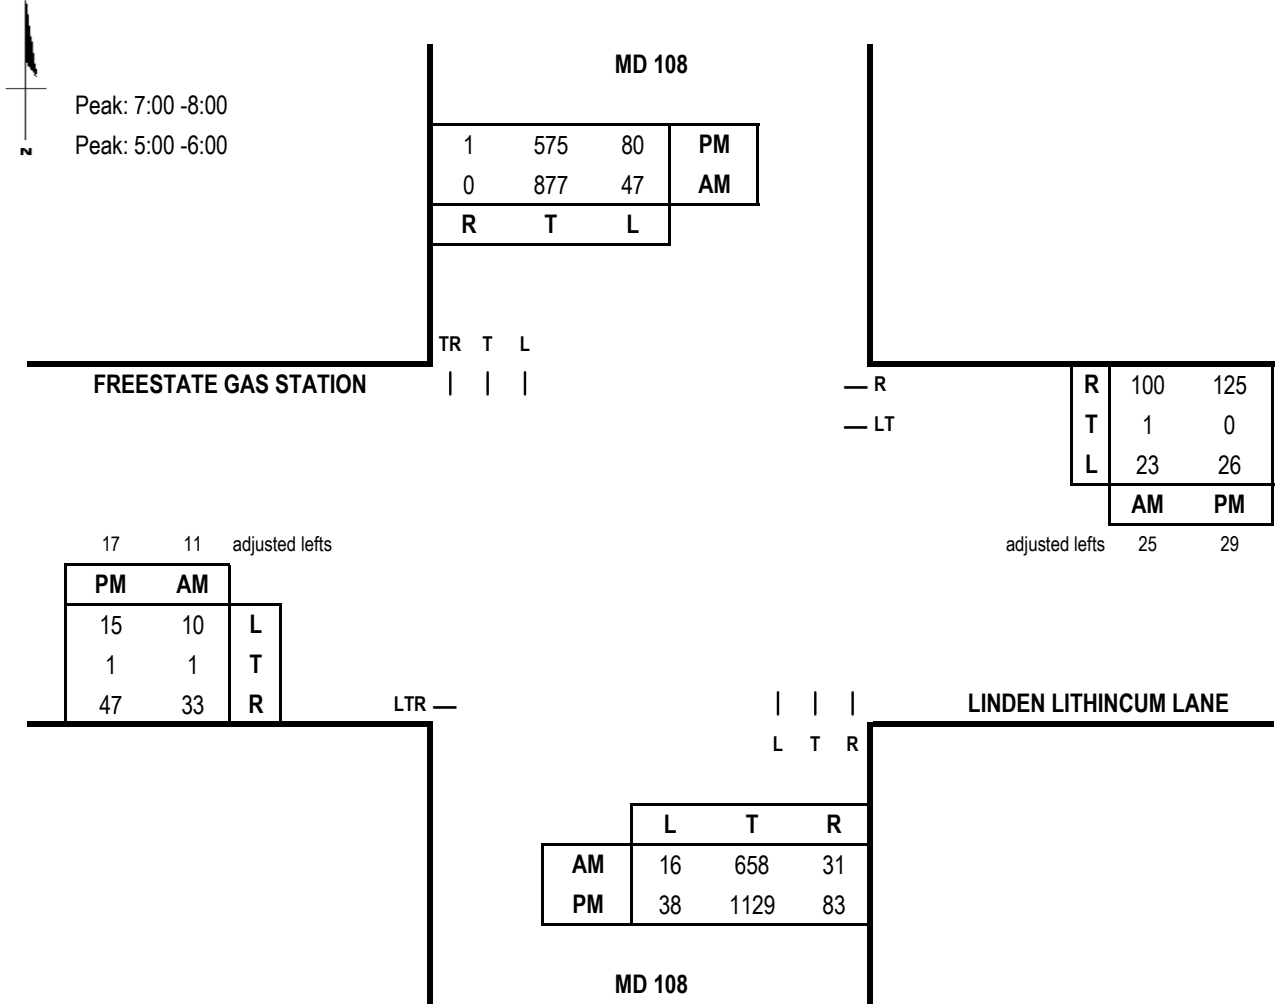 MD 108
Peak: 7:00 -8:00
Peak: 5:00 -6:00
N
1 575 80 PM
0 877 47 AM
R T L
TR T L
FREESTATE GAS STATION
R
LT
R 100 125
T 1 0
L 23 26
AM PM
adjusted lefts 25 29
17 11 adjusted lefts
PM AM
15 10 L
1 1 T
47 33 R
LTR
LINDEN LITHINCUM LANE
L T R
L T R
AM 16 658 31
PM 38 1129 83
MD 108